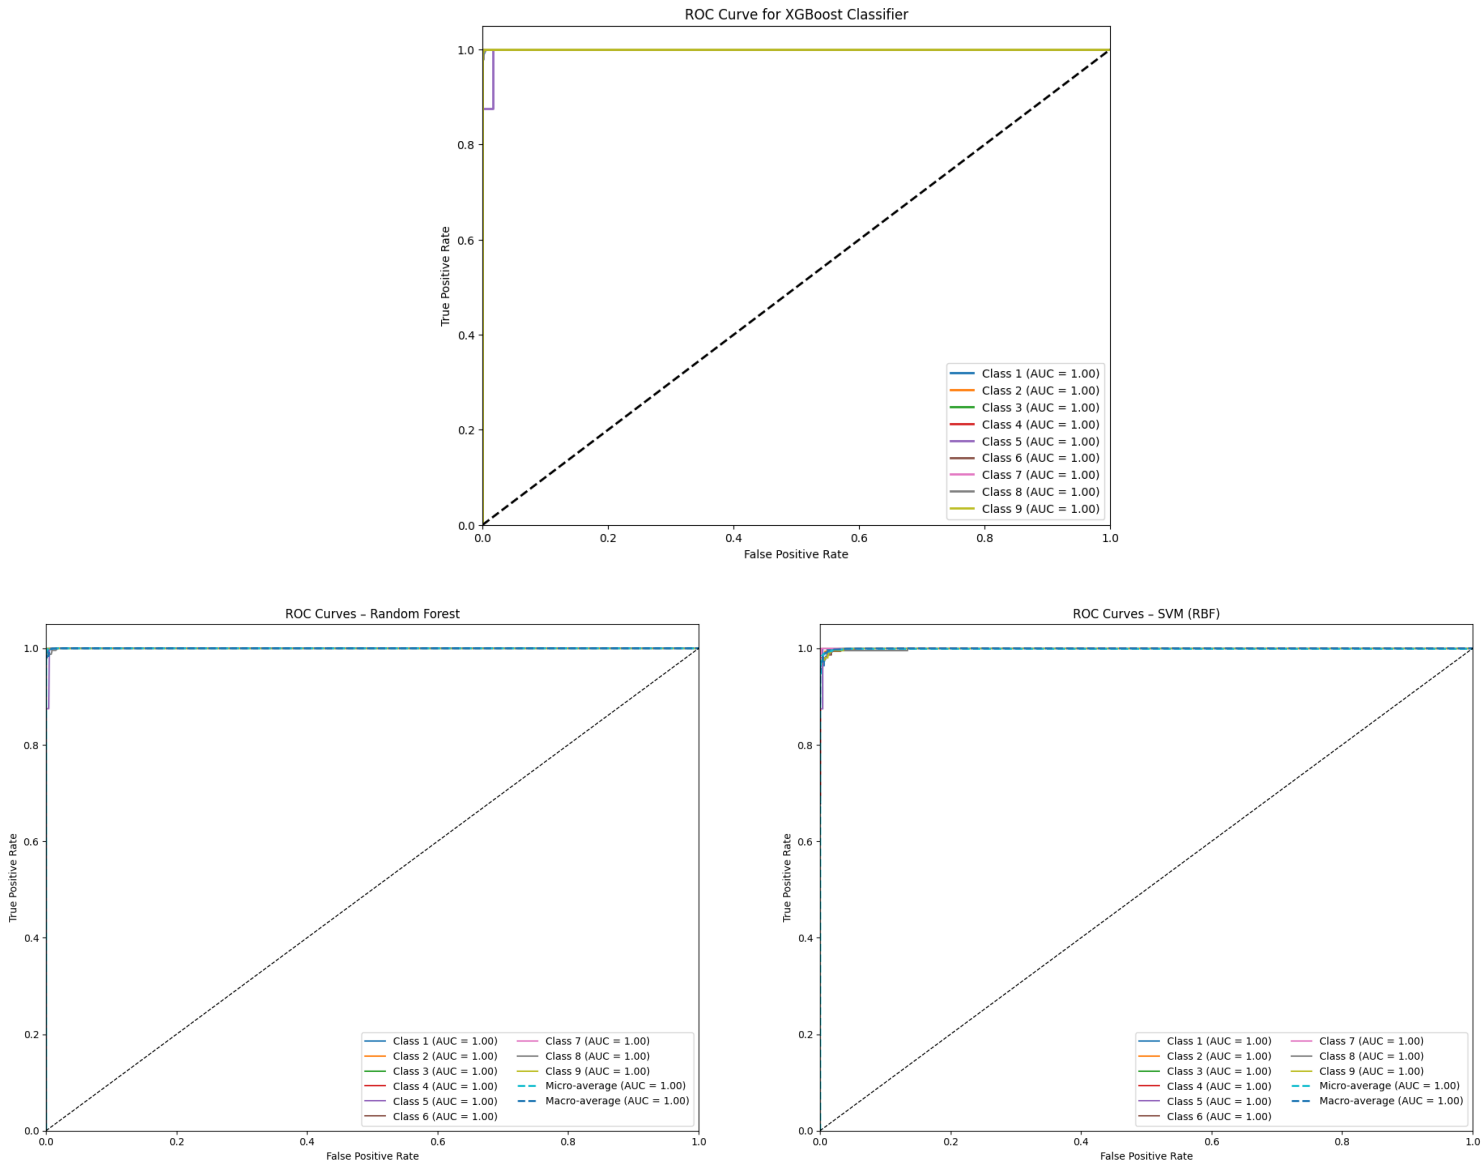 ROC Curve for XGBoost Classifier
True Positive Rate
1.0
0.8
0.6
0.4
0.2
0.0
Class 1 (AUC = 1.00)
Class 2 (AUC = 1.00)
Class 3 (AUC = 1.00)
Class 4 (AUC = 1.00)
Class 5 (AUC = 1.00)
Class 6 (AUC = 1.00)
Class 7 (AUC = 1.00)
Class 8 (AUC = 1.00)
Class 9 (AUC = 1.00)
0.0 0.2 0.4 0.6 0.8 1.0
False Positive Rate
ROC Curves – Random Forest
True Positive Rate
1.0
0.8
0.6
0.4
0.2
0.0
Class 1 (AUC = 1.00)
Class 2 (AUC = 1.00)
Class 3 (AUC = 1.00)
Class 4 (AUC = 1.00)
Class 5 (AUC = 1.00)
Class 6 (AUC = 1.00)
Class 7 (AUC = 1.00)
Class 8 (AUC = 1.00)
Class 9 (AUC = 1.00)
Micro-average (AUC = 1.00)
Macro-average (AUC = 1.00)
0.0 0.2 0.4 0.6 0.8 1.0
False Positive Rate
ROC Curves – SVM (RBF)
True Positive Rate
1.0
0.8
0.6
0.4
0.2
0.0
Class 1 (AUC = 1.00)
Class 2 (AUC = 1.00)
Class 3 (AUC = 1.00)
Class 4 (AUC = 1.00)
Class 5 (AUC = 1.00)
Class 6 (AUC = 1.00)
Class 7 (AUC = 1.00)
Class 8 (AUC = 1.00)
Class 9 (AUC = 1.00)
Micro-average (AUC = 1.00)
Macro-average (AUC = 1.00)
0.0 0.2 0.4 0.6 0.8 1.0
False Positive Rate